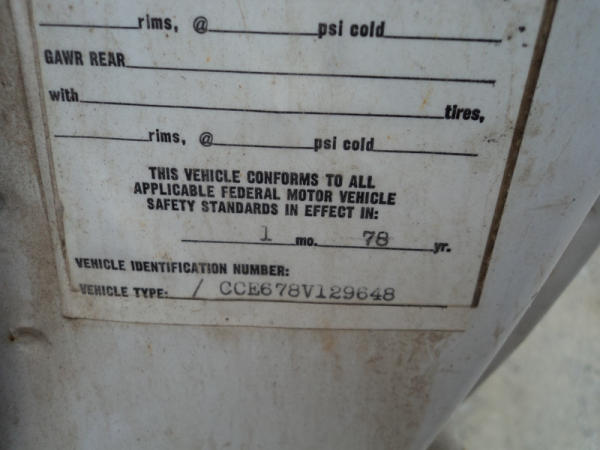 rims, @ psi cold
GAWR REAR
with tires,
rims, @ psi cold
THIS VEHICLE CONFORMS TO ALL
APPLICABLE FEDERAL MOTOR VEHICLE
SAFETY STANDARDS IN EFFECT IN:
1 mo. 78 yr.
VEHICLE IDENTIFICATION NUMBER:
VEHICLE TYPE: / CCE678V129648